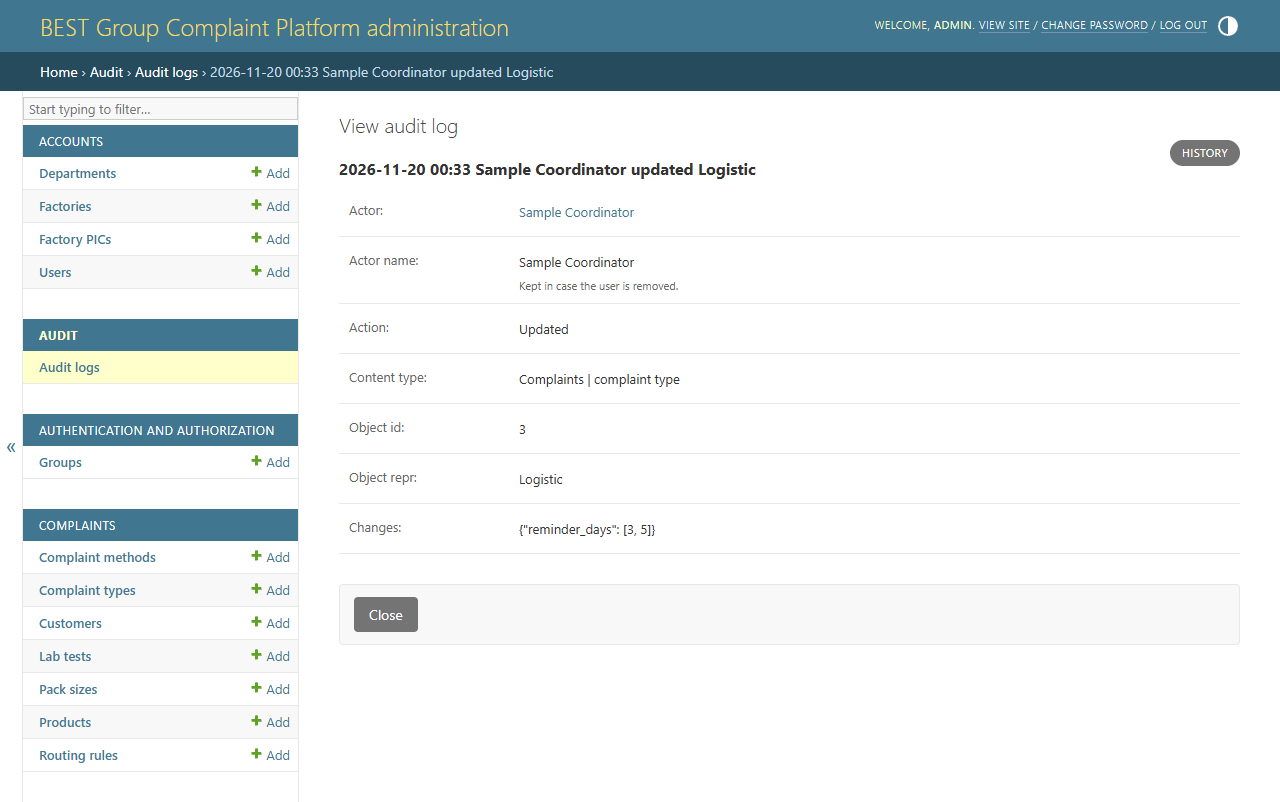 BEST Group Complaint Platform administration
WELCOME, ADMIN. VIEW SITE / CHANGE PASSWORD / LOG OUT
Home › Audit › Audit logs › 2026-11-20 00:33 Sample Coordinator updated Logistic
Start typing to filter...
ACCOUNTS
Departments Add
Factories Add
Factory PICs Add
Users Add
AUDIT
Audit logs
AUTHENTICATION AND AUTHORIZATION
Groups Add
COMPLAINTS
Complaint methods Add
Complaint types Add
Customers Add
Lab tests Add
Pack sizes Add
Products Add
Routing rules Add
«
View audit log
HISTORY
2026-11-20 00:33 Sample Coordinator updated Logistic
Actor: Sample Coordinator
Actor name: Sample Coordinator
Kept in case the user is removed.
Action: Updated
Content type: Complaints | complaint type
Object id: 3
Object repr: Logistic
Changes: {"reminder_days": [3, 5]}
Close